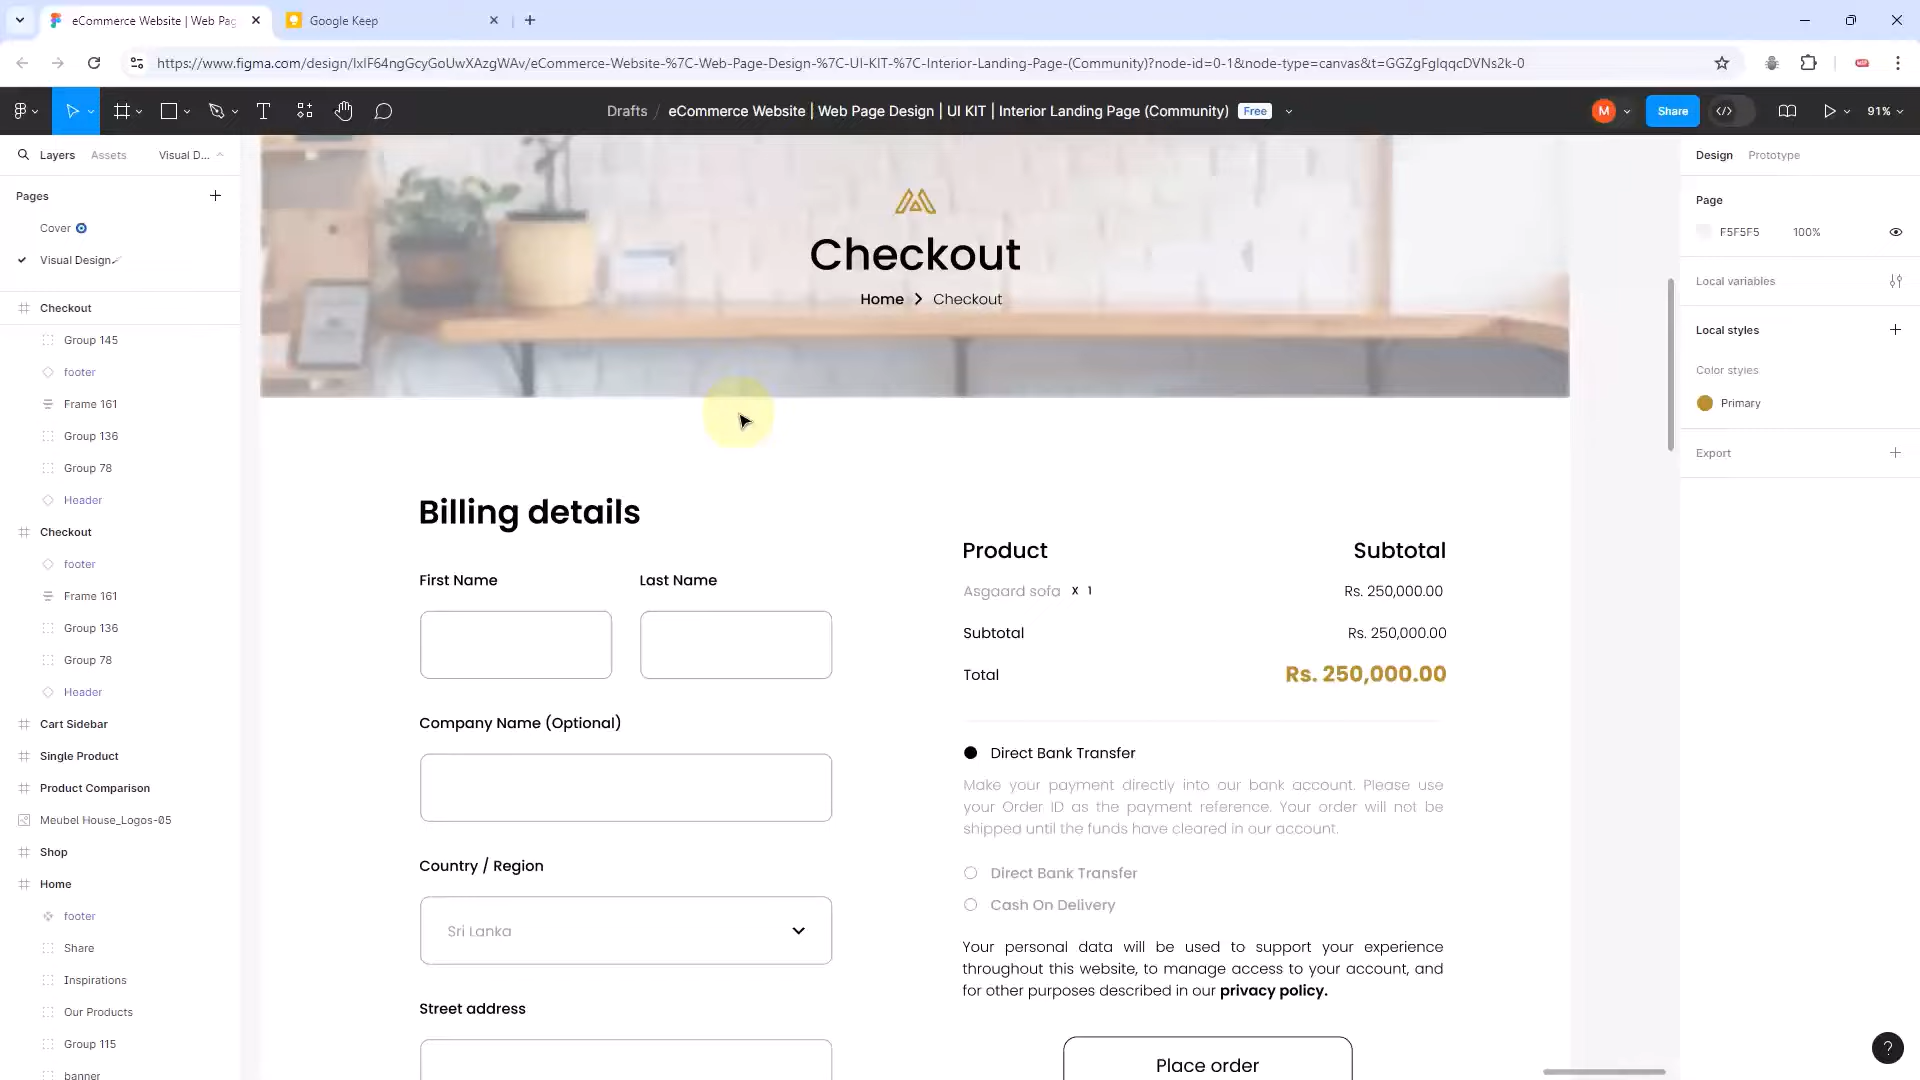 eCommerce Website | Web Pag
Google Keep
https://www.figma.com/design/IxIF64ngGcyGoUwXAzgWAv/eCommerce-Website-%7C-Web-Page-Design-%7C-UI-KIT-%7C-Interior-Landing-Page-(Community)?node-id=0-1&node-type=canvas&t=GGZgFglqqcDVNs2k-0
Drafts / eCommerce Website | Web Page Design | UI KIT | Interior Landing Page (Community) Free
M
Share
91%
Layers
Assets
Visual D...
Pages
Cover
Visual Design
Checkout
Group 145
footer
Frame 161
Group 136
Group 78
Header
Checkout
footer
Frame 161
Group 136
Group 78
Header
Cart Sidebar
Single Product
Product Comparison
Meubel House_Logos-05
Shop
Home
footer
Share
Inspirations
Our Products
Group 115
banner
Checkout
Home > Checkout
Billing details
First Name
Last Name
Company Name (Optional)
Country / Region
Sri Lanka
Street address
Product Subtotal
Asgaard sofa X 1 Rs. 250,000.00
Subtotal Rs. 250,000.00
Total Rs. 250,000.00
Direct Bank Transfer
Make your payment directly into our bank account. Please use
your Order ID as the payment reference. Your order will not be
shipped until the funds have cleared in our account.
Direct Bank Transfer
Cash On Delivery
Your personal data will be used to support your experience
throughout this website, to manage access to your account, and
for other purposes described in our privacy policy.
Place order
Design
Prototype
Page
F5F5F5 100%
Local variables
Local styles
Color styles
Primary
Export
?